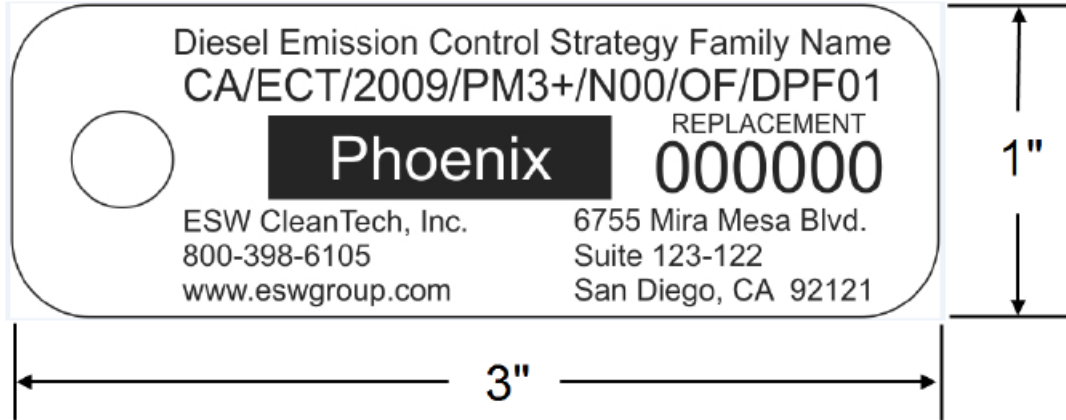 Diesel Emission Control Strategy Family Name
CA/ECT/2009/PM3+/N00/OF/DPF01
Phoenix
REPLACEMENT
000000
ESW CleanTech, Inc.
800-398-6105
www.eswgroup.com
6755 Mira Mesa Blvd.
Suite 123-122
San Diego, CA 92121
1"
3"